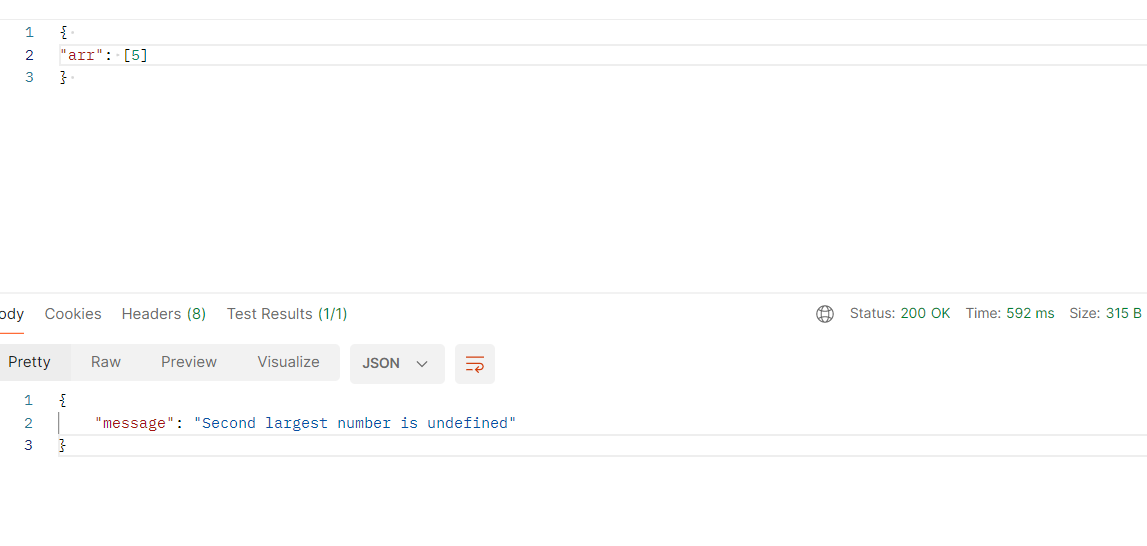 1 {
2 "arr": [5]
3 }
ody Cookies Headers (8) Test Results (1/1) Status: 200 OK Time: 592 ms Size: 315 B
Pretty Raw Preview Visualize JSON
1 {
2 "message": "Second largest number is undefined"
3 }